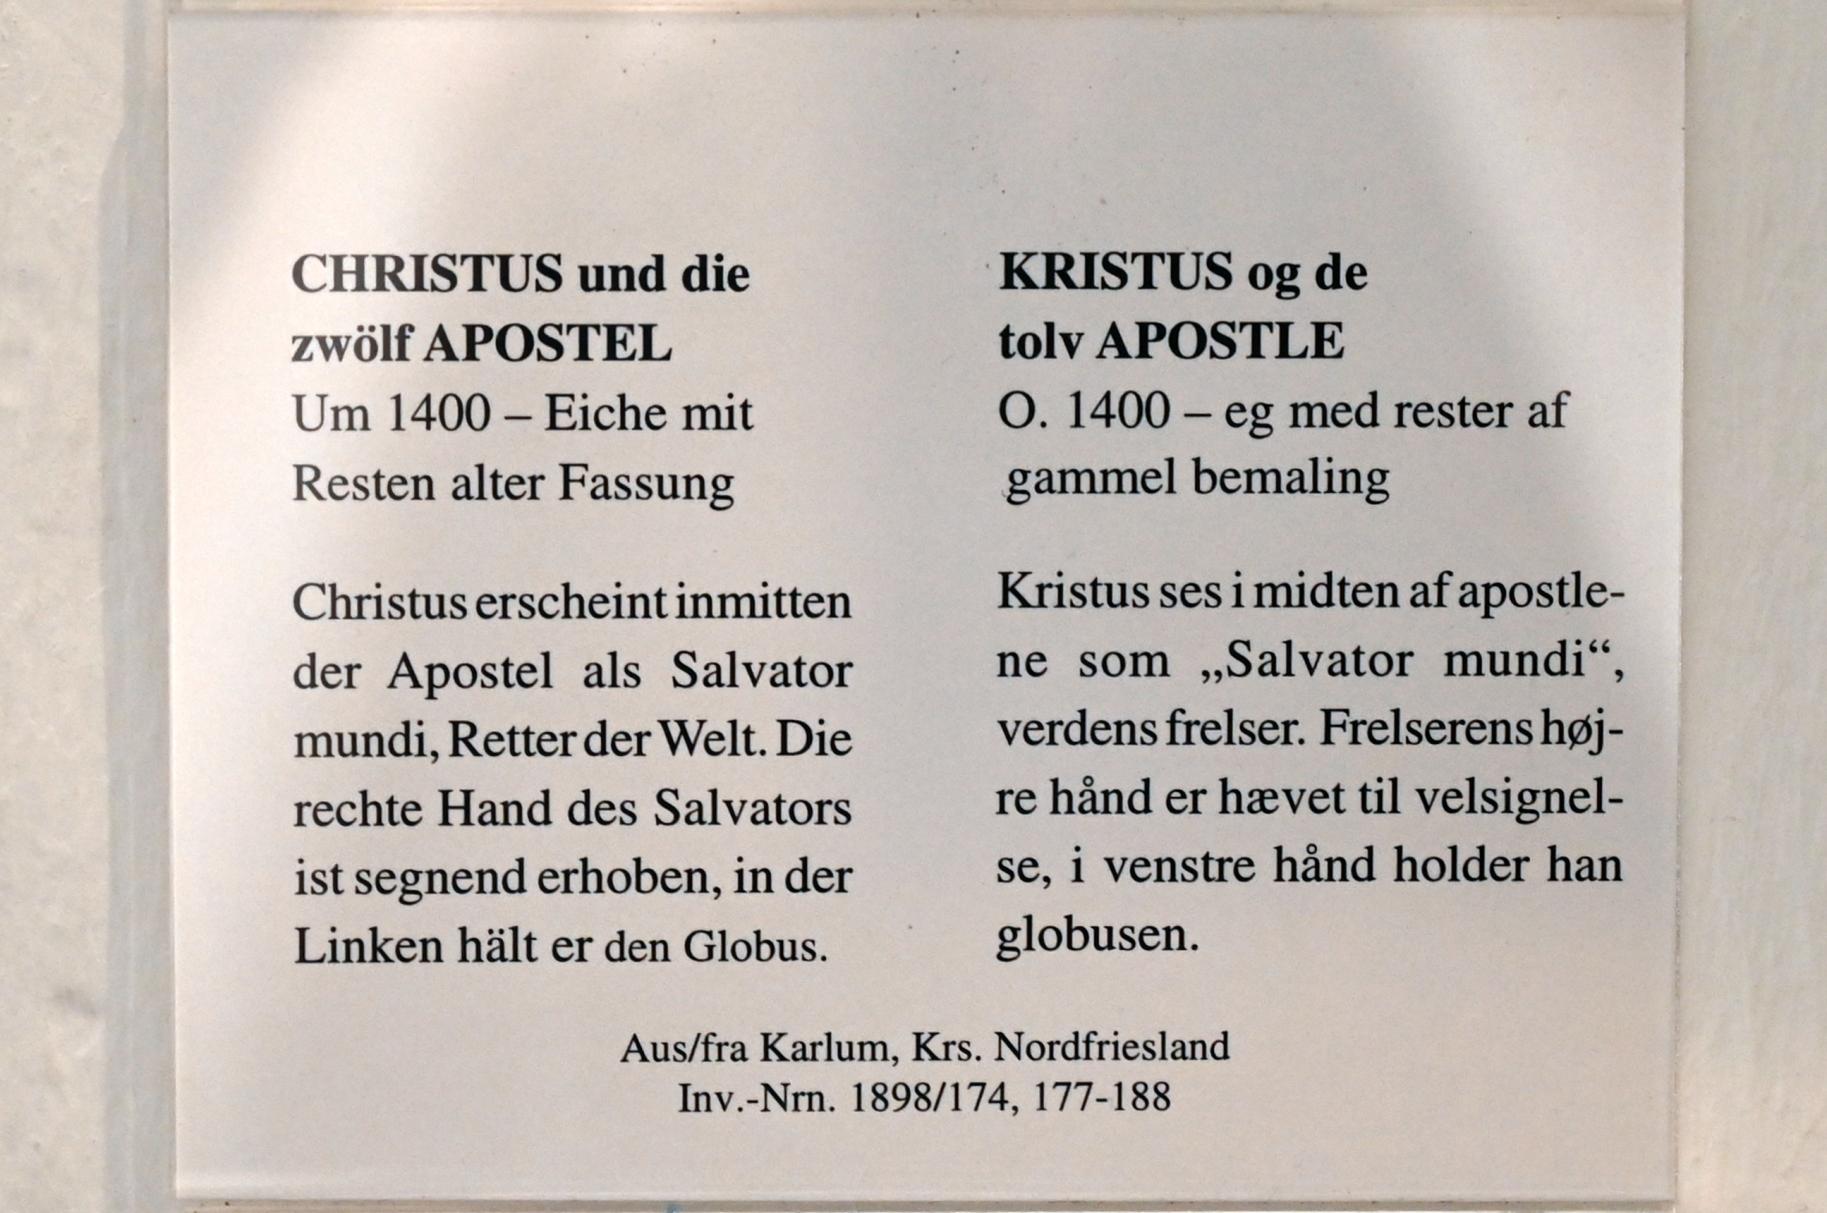 CHRISTUS und die
zwölf APOSTEL
Um 1400 – Eiche mit
Resten alter Fassung
Christus erscheint inmitten
der Apostel als Salvator
mundi, Retter der Welt. Die
rechte Hand des Salvators
ist segnend erhoben, in der
Linken hält er den Globus.
KRISTUS og de
tolv APOSTLE
O. 1400 – eg med rester af
gammel bemaling
Kristus ses i midten af apostle-
ne som „Salvator mundi“,
verdens frelser. Frelserens høj-
re hånd er hævet til velsignel-
se, i venstre hånd holder han
globusen.
Aus/fra Karlum, Krs. Nordfriesland
Inv.-Nrn. 1898/174, 177-188